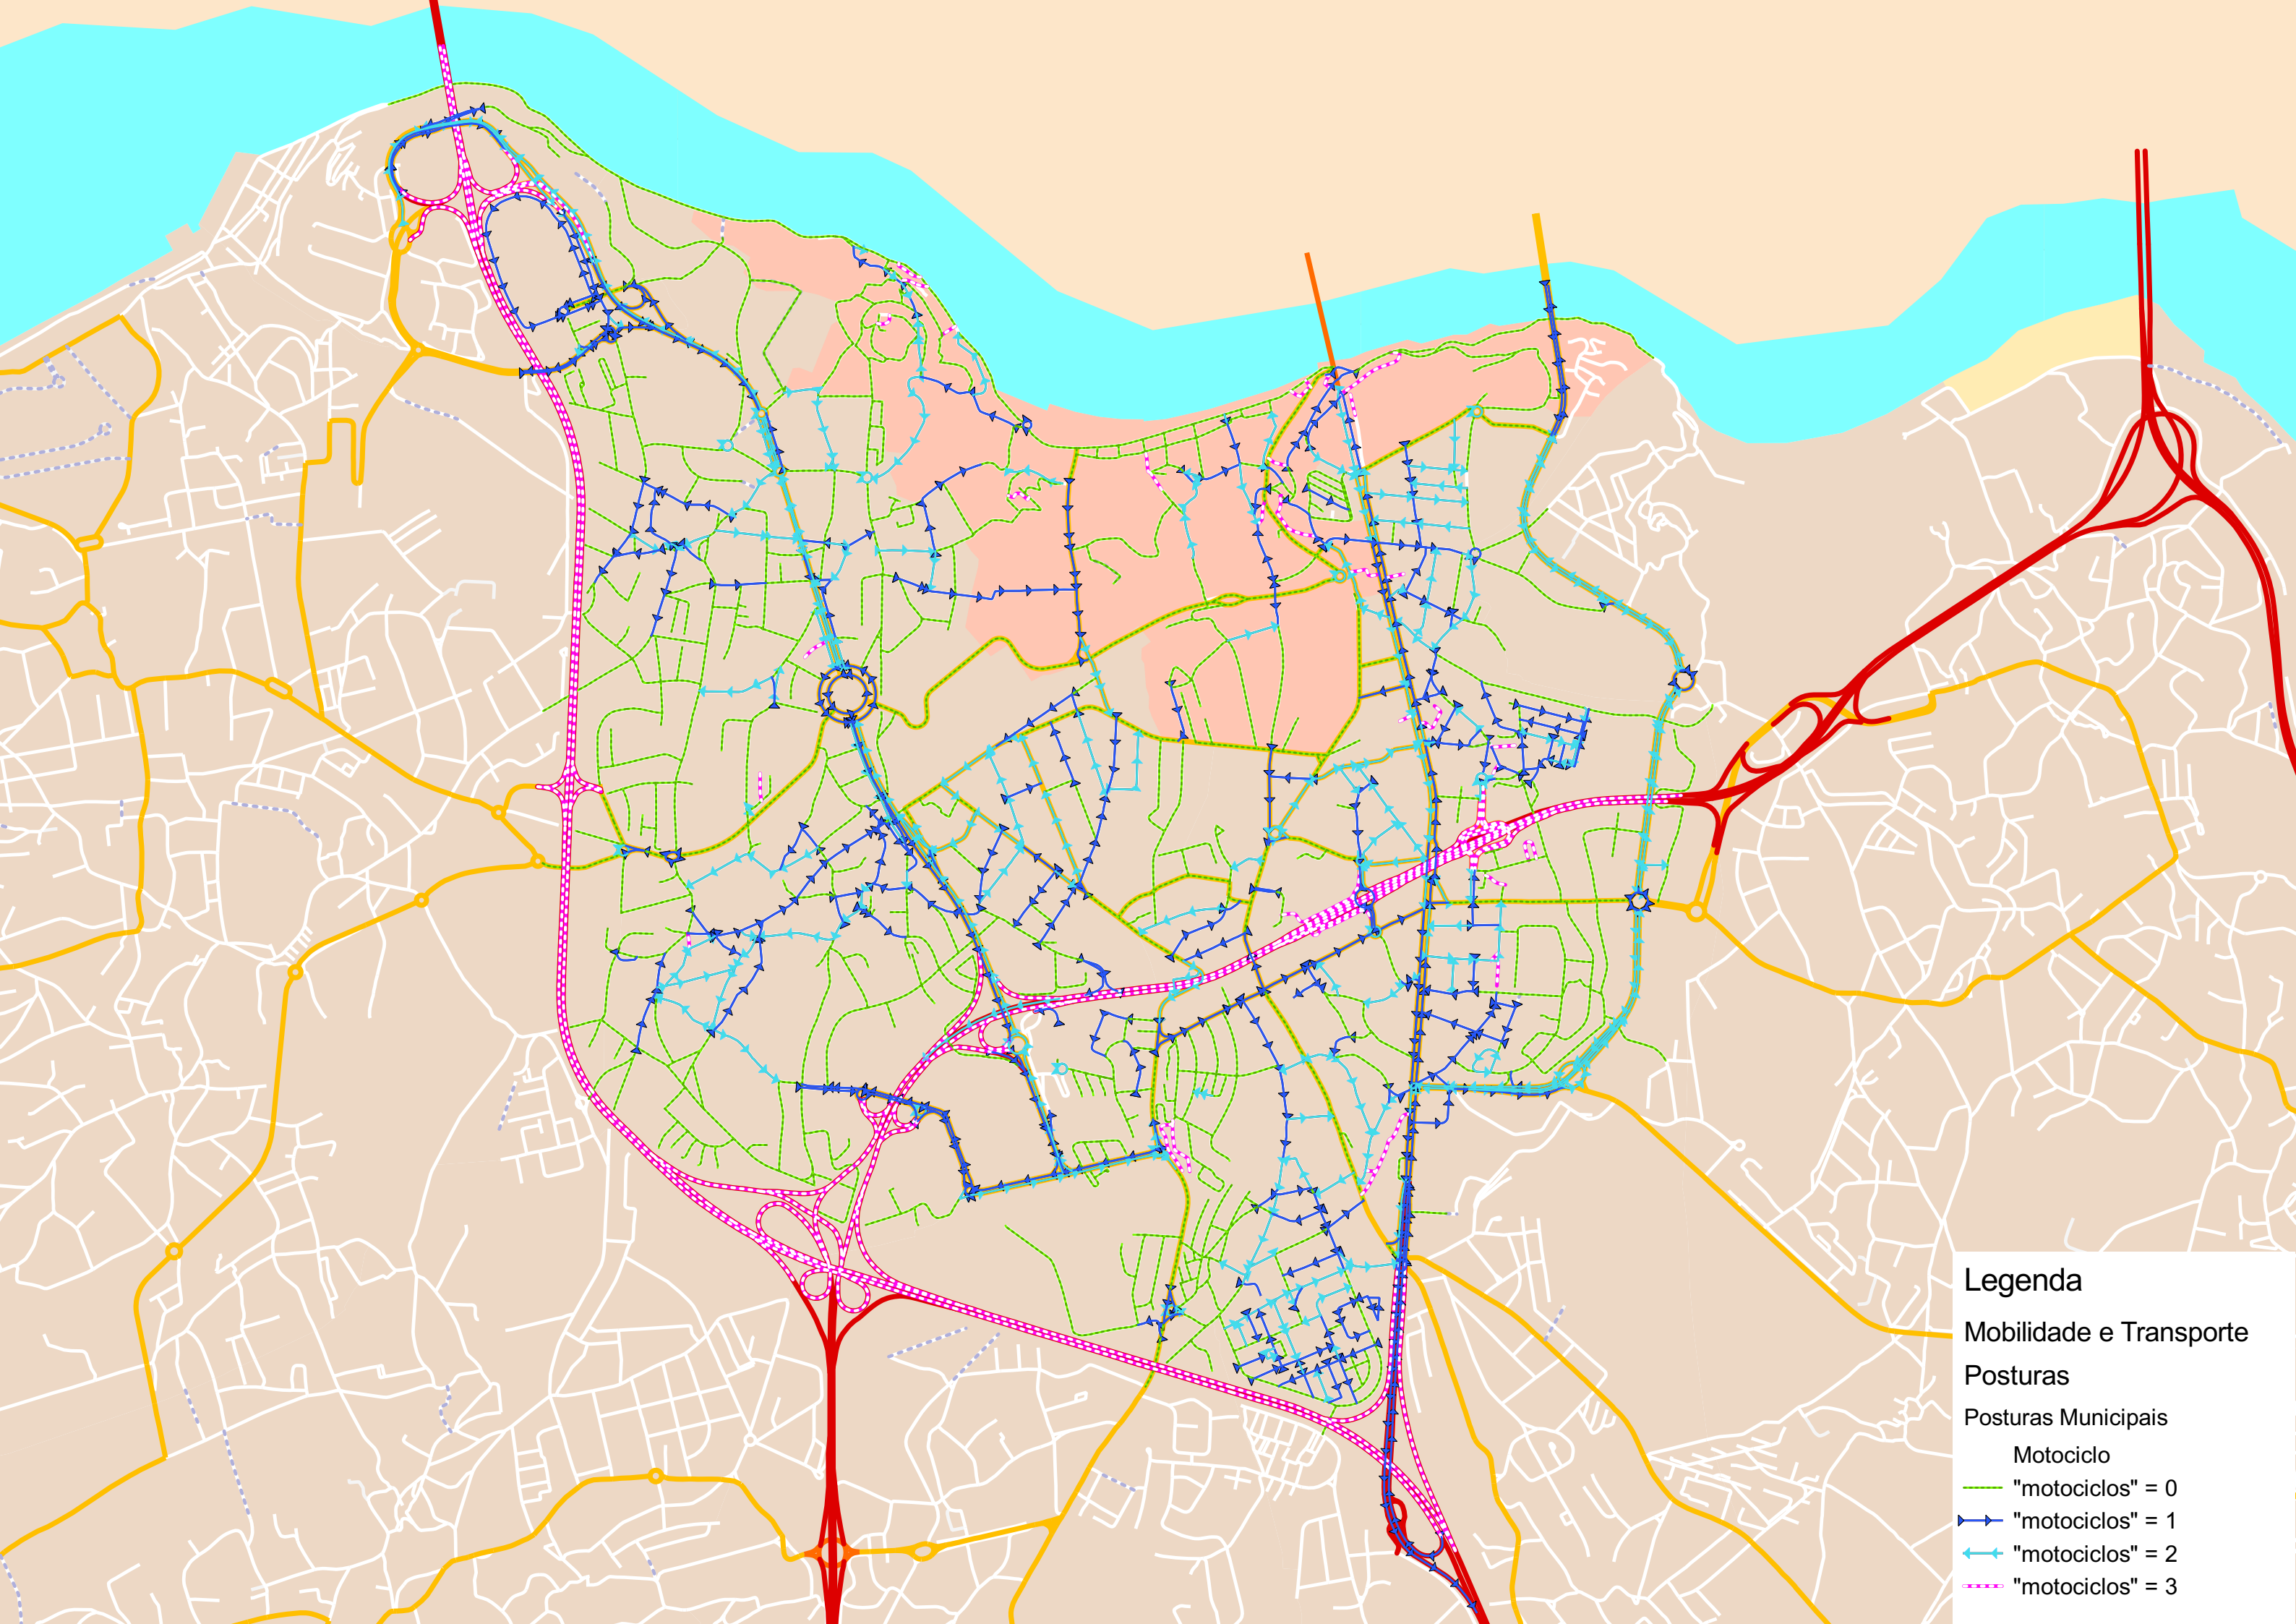 Legenda
Mobilidade e Transporte
Posturas
Posturas Municipais
Motociclo
"motociclos" = 0
"motociclos" = 1
"motociclos" = 2
"motociclos" = 3